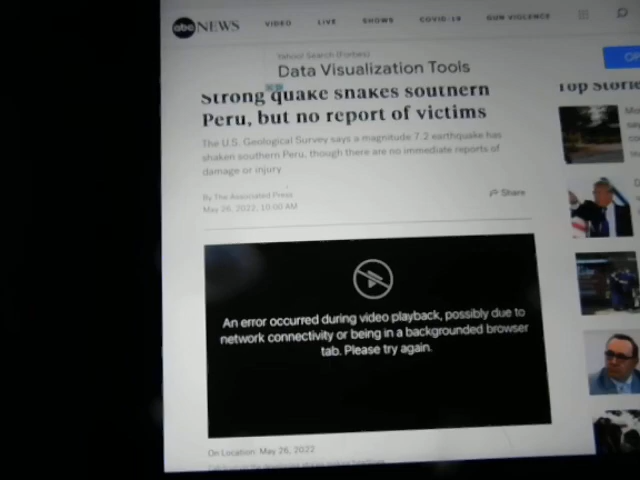 abc NEWS
VIDEO LIVE SHOWS COVID-19 GUN VIOLENCE
Yahoo! Search (Forbes)
Data Visualization Tools
Strong quake shakes southern
Peru, but no report of victims
The U.S. Geological Survey says a magnitude 7.2 earthquake has
shaken southern Peru, though there are no immediate reports of
damage or injury
By The Associated Press
May 26, 2022, 10:00 AM
Share
An error occurred during video playback, possibly due to
network connectivity or being in a backgrounded browser
tab. Please try again.
On Location: May 26, 2022
Top Storie